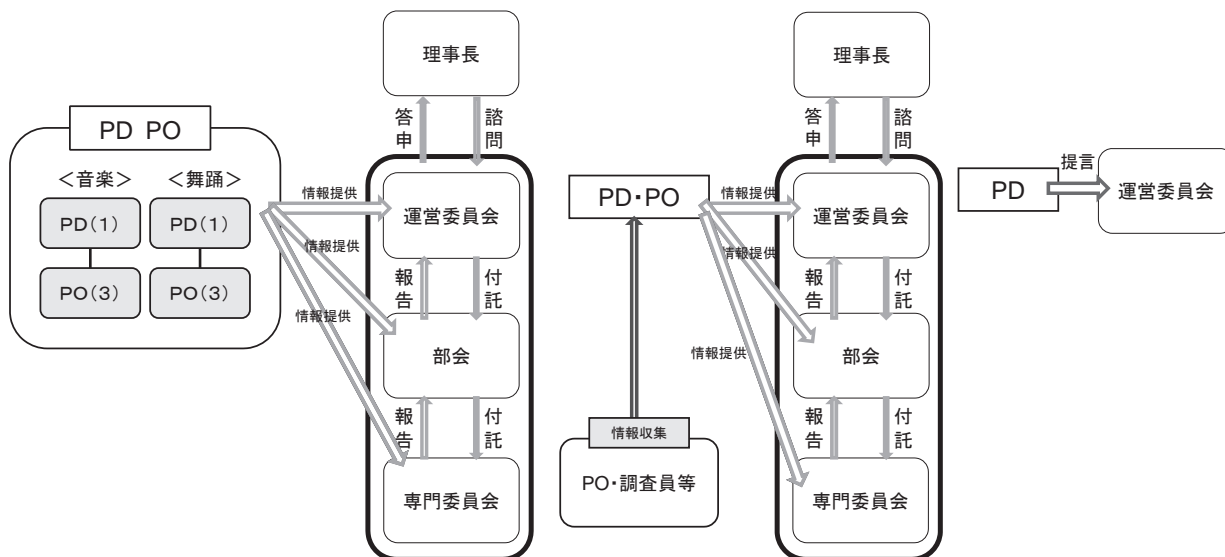 理事長
答申
諮問
PD PO
<音楽>
<舞踊>
PD(1)
PD(1)
PO(3)
PO(3)
情報提供
情報提供
情報提供
運営委員会
報告
付託
部会
報告
付託
専門委員会
理事長
答申
諮問
PD・PO
情報提供
情報提供
情報提供
運営委員会
報告
付託
部会
報告
付託
専門委員会
情報収集
PO・調査員等
PD
提言
運営委員会